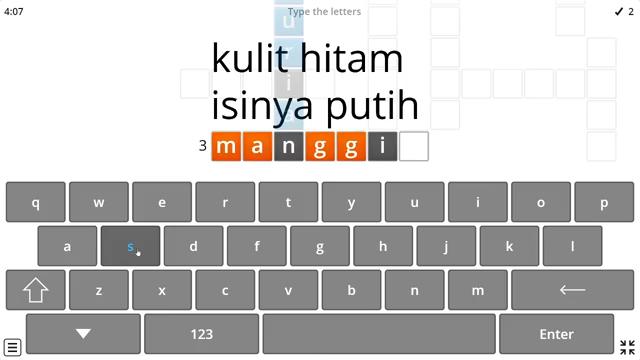 4:07
Type the letters
✓ 2
u
r
i
kulit hitam
isinya putih
3 m a n g g i
q w e r t y u i o p
a s d f g h j k l
z x c v b n m
123 Enter